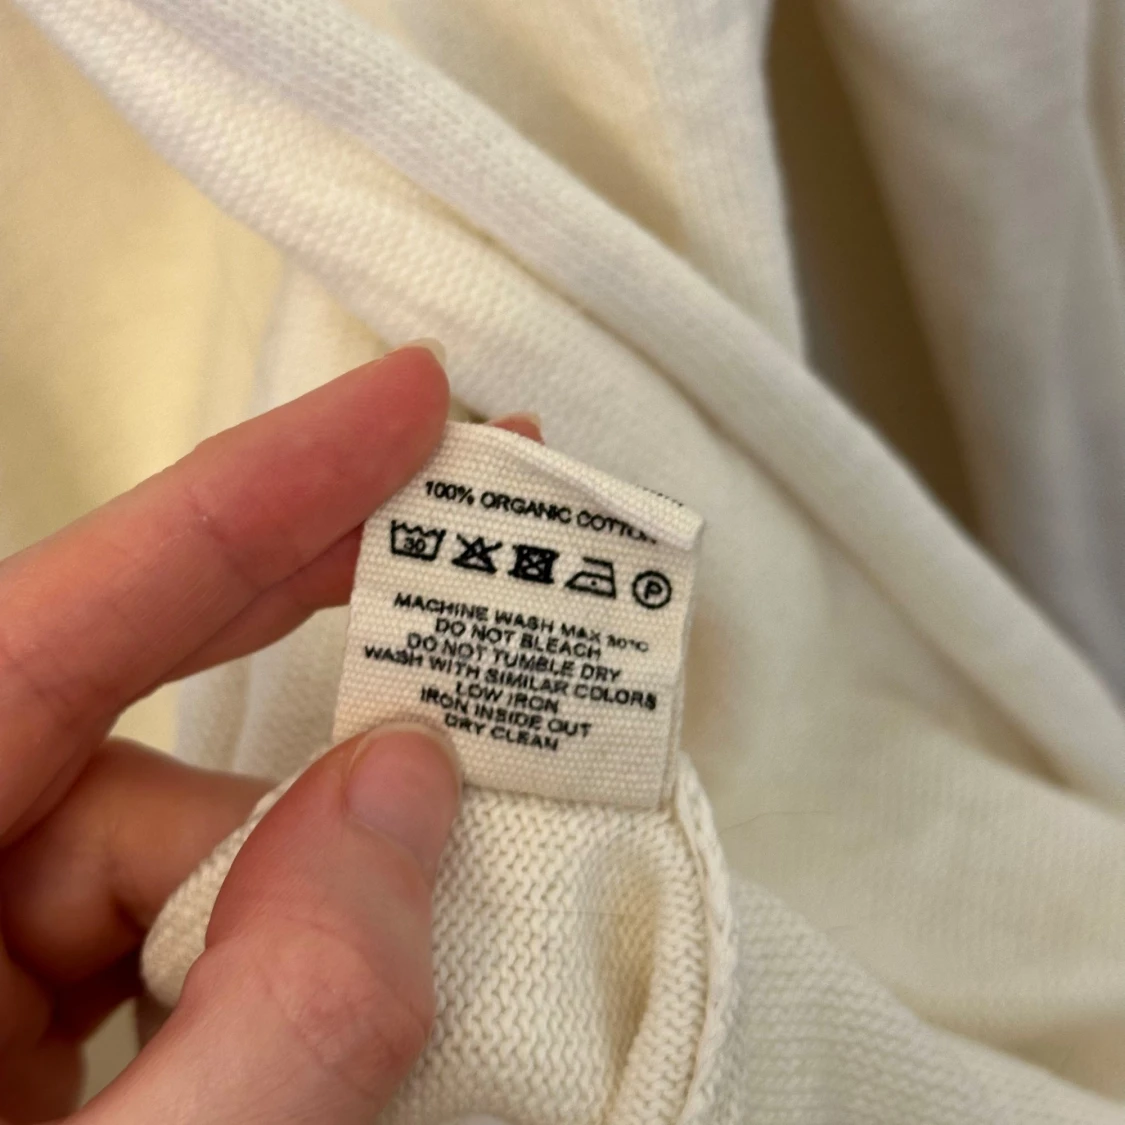 100% ORGANIC COTTON
30
P
MACHINE WASH MAX 30°C
DO NOT BLEACH
DO NOT TUMBLE DRY
WASH WITH SIMILAR COLORS
LOW IRON
IRON INSIDE OUT
DRY CLEAN